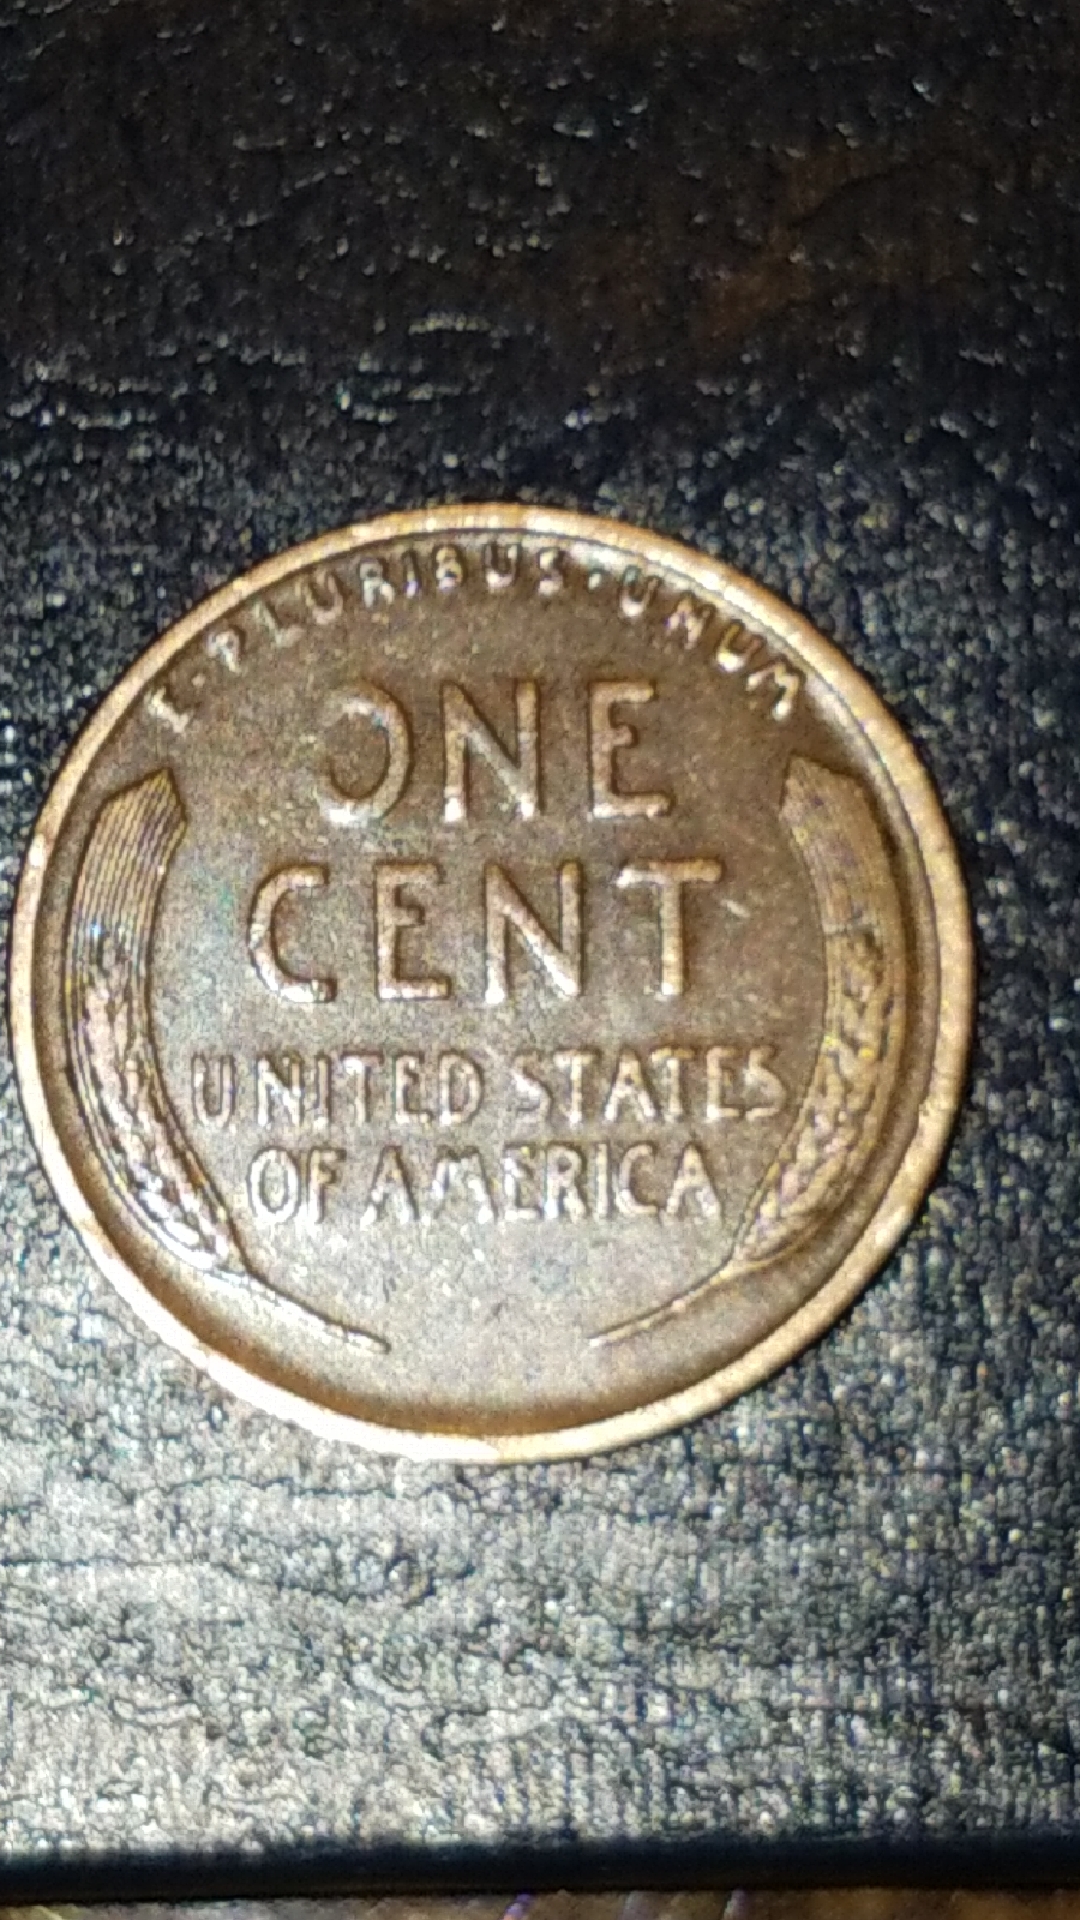 E·PLURIBUS·UNUM
ONE
CENT
UNITED STATES
OF AMERICA